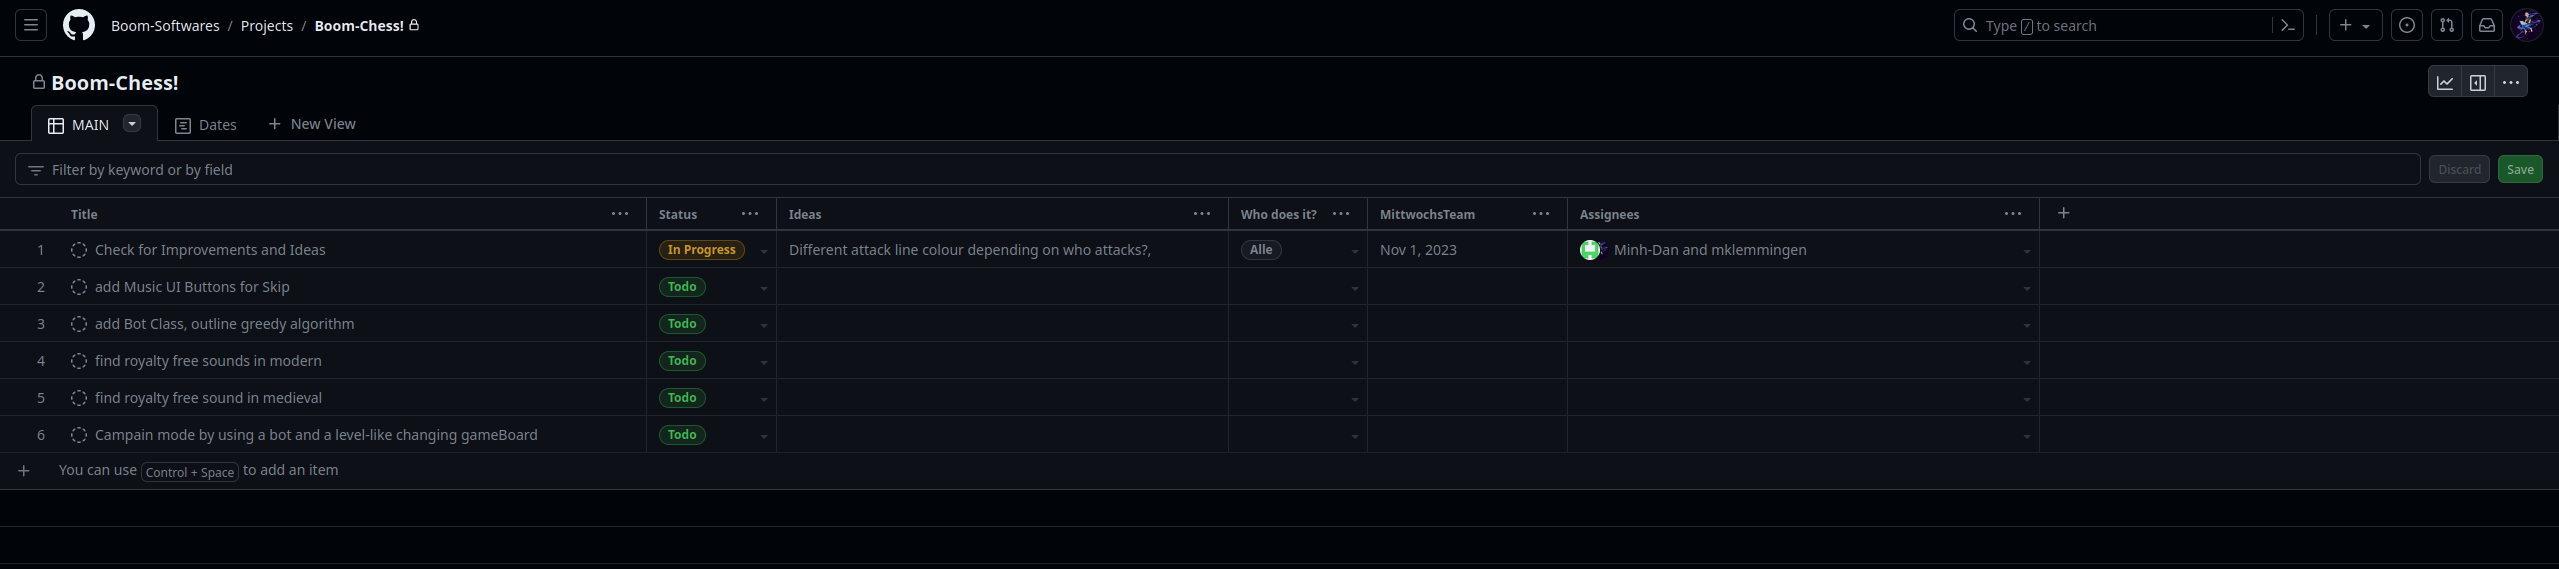 Boom-Softwares / Projects / Boom-Chess!
Type / to search
Boom-Chess!
MAIN Dates New View
Filter by keyword or by field Discard Save
Title Status Ideas Who does it? MittwochsTeam Assignees
1 Check for Improvements and Ideas In Progress Different attack line colour depending on who attacks?, Alle Nov 1, 2023 Minh-Dan and mklemmingen
2 add Music UI Buttons for Skip Todo
3 add Bot Class, outline greedy algorithm Todo
4 find royalty free sounds in modern Todo
5 find royalty free sound in medieval Todo
6 Campain mode by using a bot and a level-like changing gameBoard Todo
You can use Control + Space to add an item